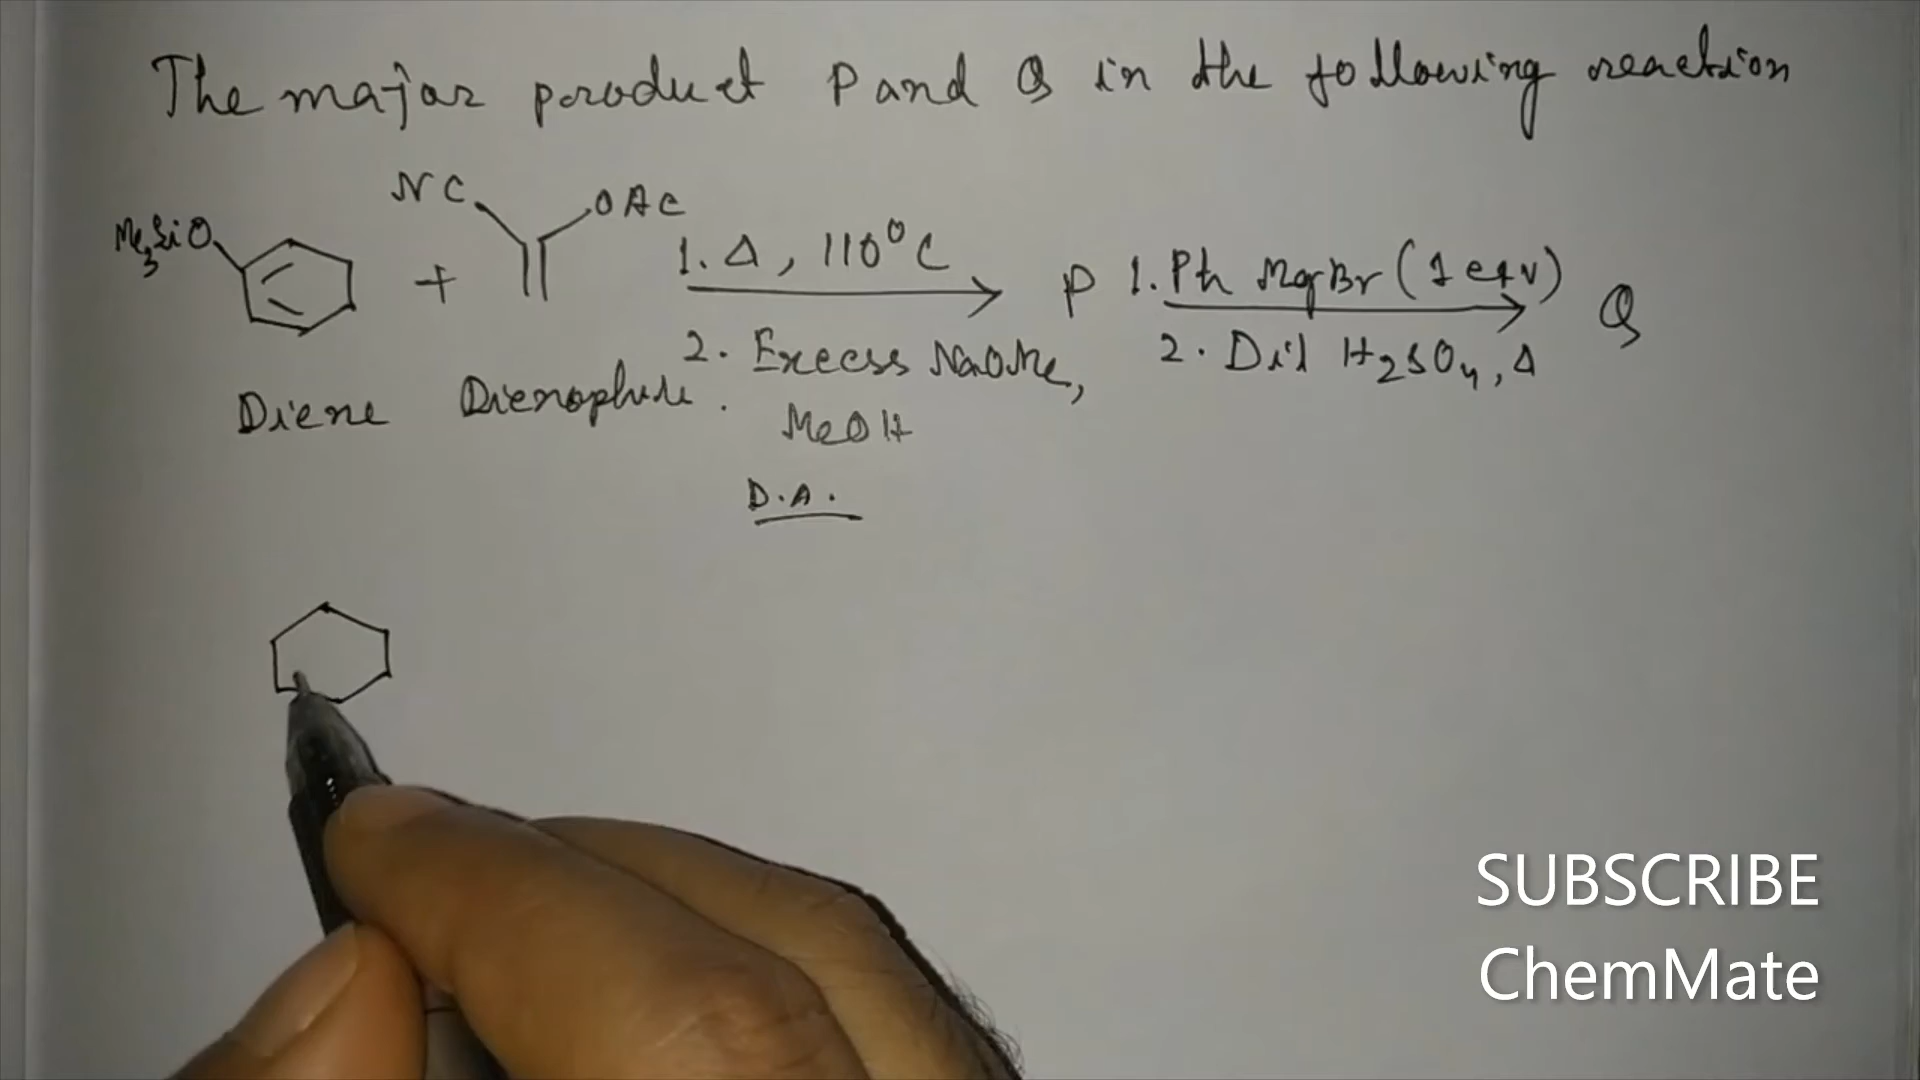 The major product P and Q in the following reaction
NC OAc
Me3SiO
+ 1. Δ, 110°C P 1. Ph MgBr (1 eqv) Q
2. Excess NaOMe, 2. Dil H2SO4, Δ
Diene Dienophile.
MeOH
D.A.
SUBSCRIBE
ChemMate